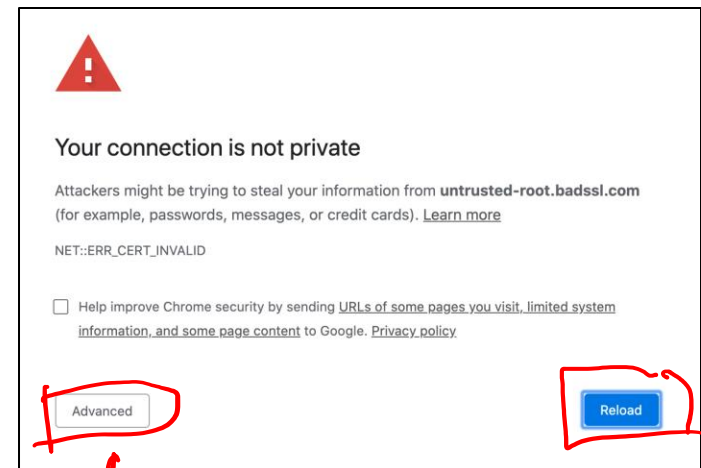 Your connection is not private
Attackers might be trying to steal your information from untrusted-root.badssl.com
(for example, passwords, messages, or credit cards). Learn more
NET::ERR_CERT_INVALID
Help improve Chrome security by sending URLs of some pages you visit, limited system
information, and some page content to Google. Privacy policy
Advanced
Reload